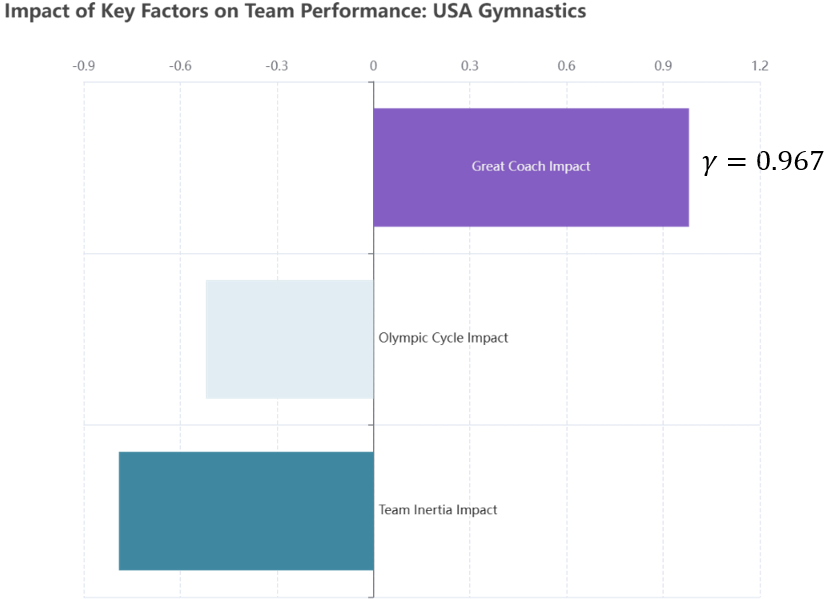 Impact of Key Factors on Team Performance: USA Gymnastics
-0.9 -0.6 -0.3 0 0.3 0.6 0.9 1.2
Great Coach Impact
γ = 0.967
Olympic Cycle Impact
Team Inertia Impact